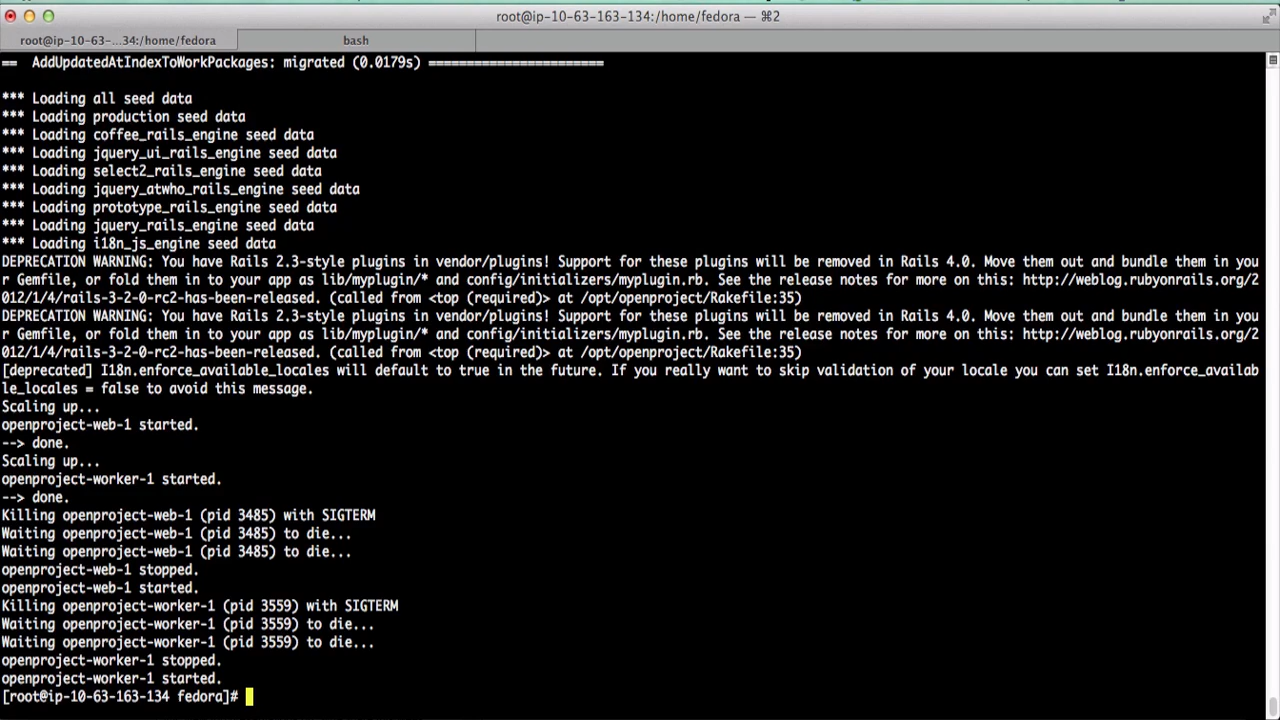 root@ip-10-63-163-134:/home/fedora — ⌘2
root@ip-10-63-...34:/home/fedora
bash
==  AddUpdatedAtIndexToWorkPackages: migrated (0.0179s) =======================
*** Loading all seed data
*** Loading production seed data
*** Loading coffee_rails_engine seed data
*** Loading jquery_ui_rails_engine seed data
*** Loading select2_rails_engine seed data
*** Loading jquery_atwho_rails_engine seed data
*** Loading prototype_rails_engine seed data
*** Loading jquery_rails_engine seed data
*** Loading i18n_js_engine seed data
DEPRECATION WARNING: You have Rails 2.3-style plugins in vendor/plugins! Support for these plugins will be removed in Rails 4.0. Move them out and bundle them in you
r Gemfile, or fold them in to your app as lib/myplugin/* and config/initializers/myplugin.rb. See the release notes for more on this: http://weblog.rubyonrails.org/2
012/1/4/rails-3-2-0-rc2-has-been-released. (called from <top (required)> at /opt/openproject/Rakefile:35)
DEPRECATION WARNING: You have Rails 2.3-style plugins in vendor/plugins! Support for these plugins will be removed in Rails 4.0. Move them out and bundle them in you
r Gemfile, or fold them in to your app as lib/myplugin/* and config/initializers/myplugin.rb. See the release notes for more on this: http://weblog.rubyonrails.org/2
012/1/4/rails-3-2-0-rc2-has-been-released. (called from <top (required)> at /opt/openproject/Rakefile:35)
[deprecated] I18n.enforce_available_locales will default to true in the future. If you really want to skip validation of your locale you can set I18n.enforce_availab
le_locales = false to avoid this message.
Scaling up...
openproject-web-1 started.
--> done.
Scaling up...
openproject-worker-1 started.
--> done.
Killing openproject-web-1 (pid 3485) with SIGTERM
Waiting openproject-web-1 (pid 3485) to die...
Waiting openproject-web-1 (pid 3485) to die...
openproject-web-1 stopped.
openproject-web-1 started.
Killing openproject-worker-1 (pid 3559) with SIGTERM
Waiting openproject-worker-1 (pid 3559) to die...
Waiting openproject-worker-1 (pid 3559) to die...
openproject-worker-1 stopped.
openproject-worker-1 started.
[root@ip-10-63-163-134 fedora]#